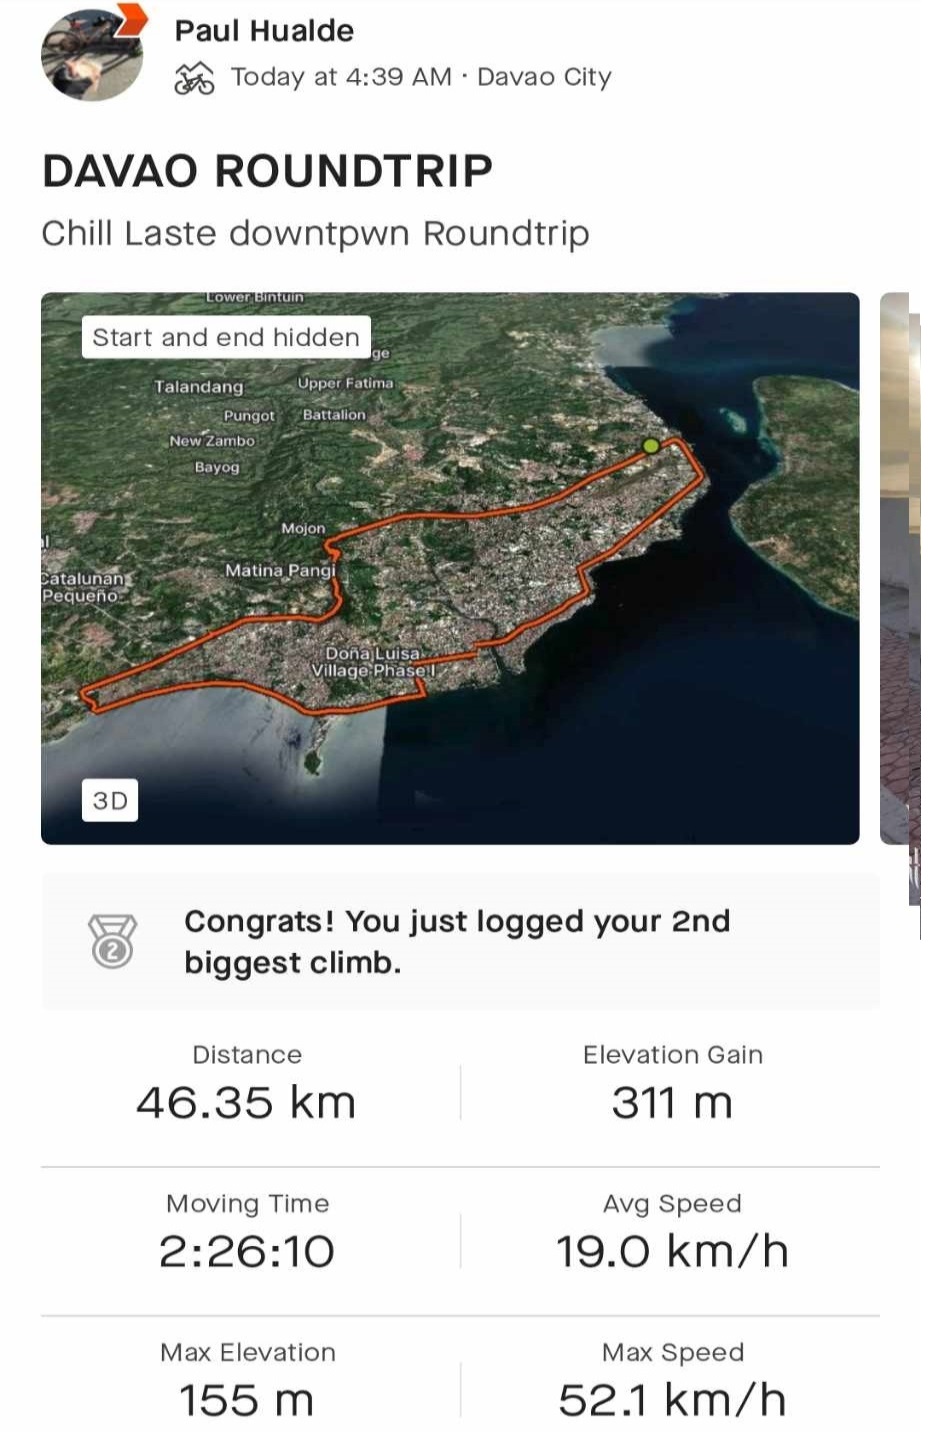 Paul Hualde
Today at 4:39 AM · Davao City
DAVAO ROUNDTRIP
Chill Laste downtpwn Roundtrip
Lower Bintuin
Start and end hidden
Talandang
Upper Fatima
Pungot
Battalion
New Zambo
Bayog
Mojon
Matina Pangi
Catalunan
Pequeño
Doña Luisa
Village Phase I
3D
2
Congrats! You just logged your 2nd
biggest climb.
Distance
Elevation Gain
46.35 km
311 m
Moving Time
Avg Speed
2:26:10
19.0 km/h
Max Elevation
Max Speed
155 m
52.1 km/h